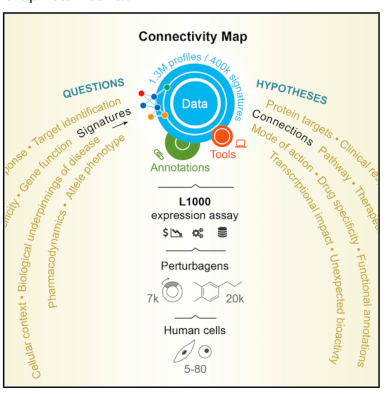 Connectivity Map
1.3M profiles / 400k signatures
QUESTIONS
HYPOTHESES
Data
Target identification
Signatures
Gene function •
Biological underpinnings of disease
Cellular context •
Pharmacodynamics • Allele phenotype
Protein targets • Clinical
Connections
Pathway •
Mode of action • Drug specificity • Functional annotations
Transcriptional impact • Unexpected bioactivity
Annotations
Tools
L1000
expression assay
$
Perturbagens
7k
20k
Human cells
5-80